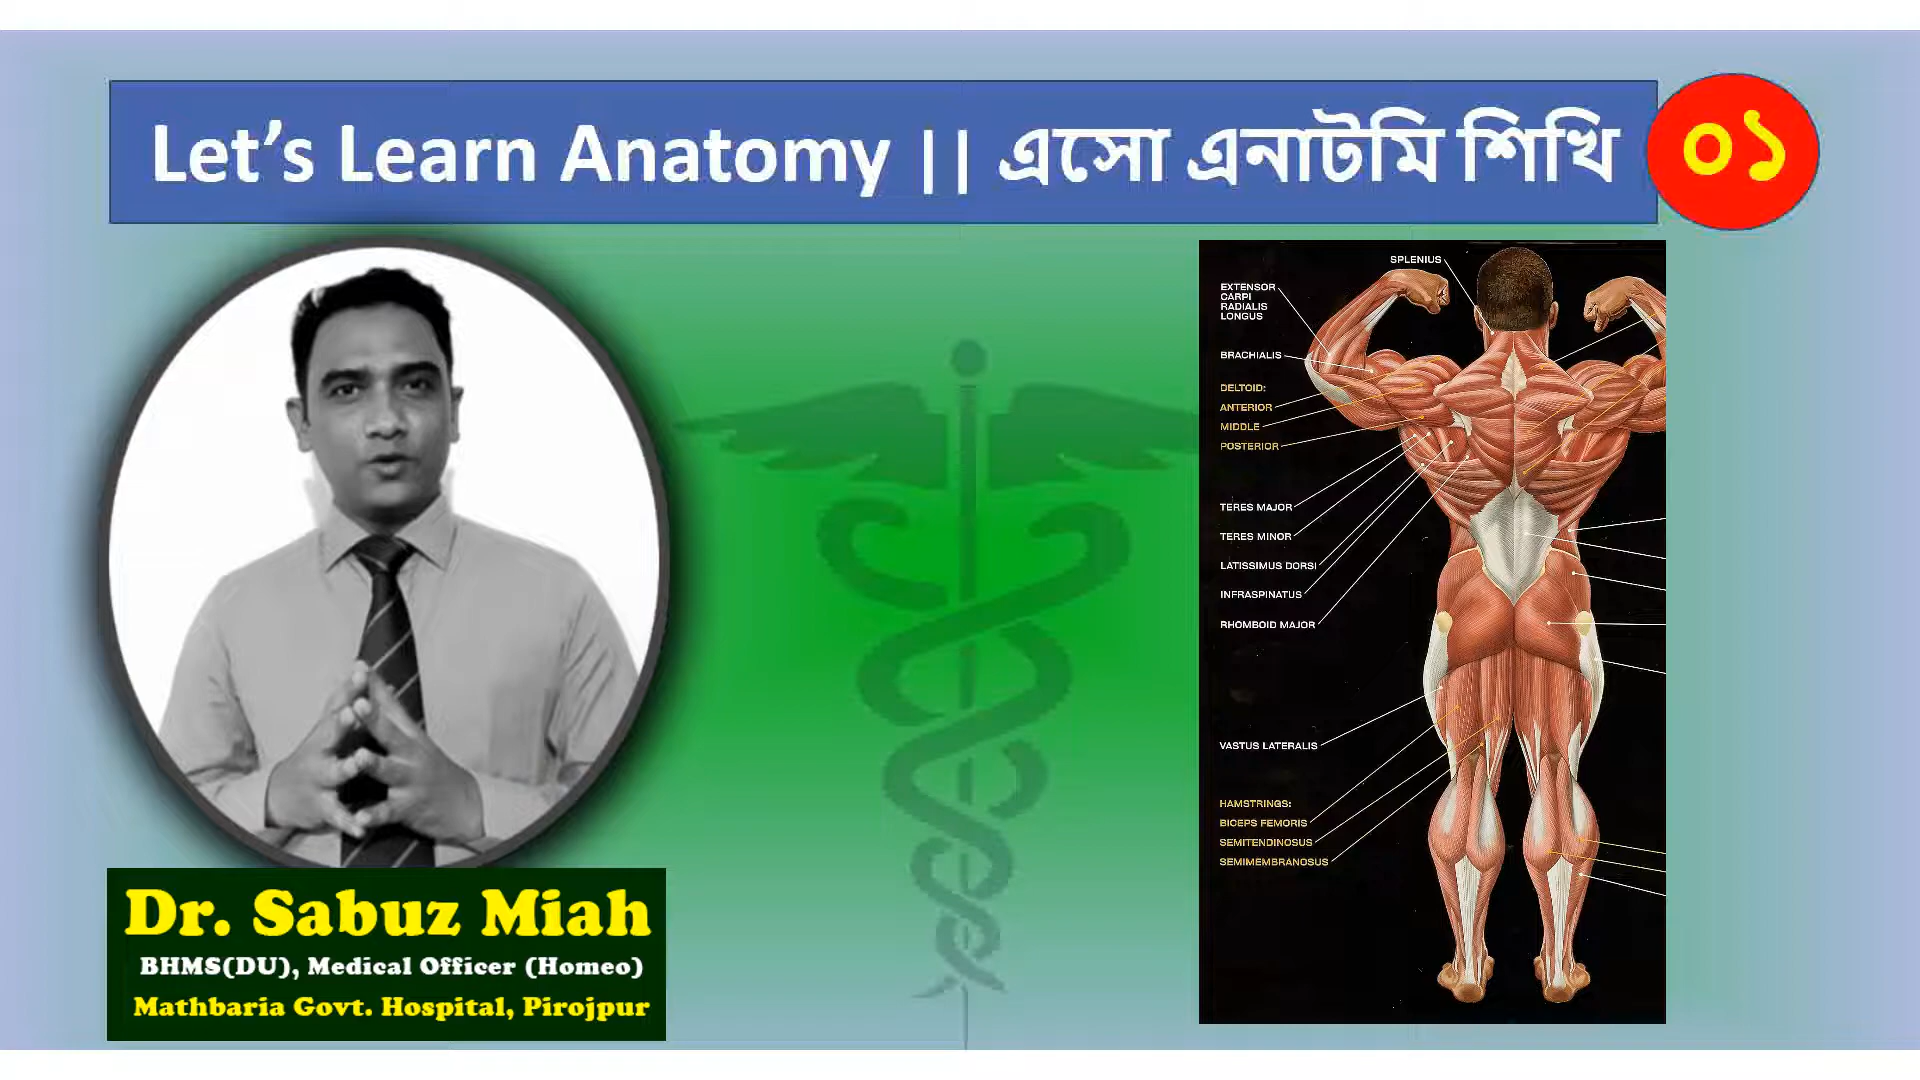 Let’s Learn Anatomy || এসো এনাটমি শিখি
০১
SPLENIUS
EXTENSOR
CARPI
RADIALIS
LONGUS
BRACHIALIS
DELTOID:
ANTERIOR
MIDDLE
POSTERIOR
TERES MAJOR
TERES MINOR
LATISSIMUS DORSI
INFRASPINATUS
RHOMBOID MAJOR
VASTUS LATERALIS
HAMSTRINGS:
BICEPS FEMORIS
SEMITENDINOSUS
SEMIMEMBRANOSUS
Dr. Sabuz Miah
BHMS(DU), Medical Officer (Homeo)
Mathbaria Govt. Hospital, Pirojpur